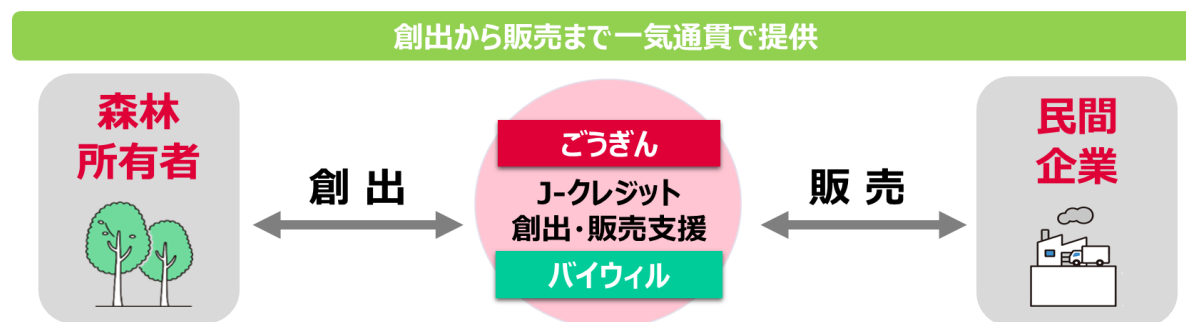 創出から販売まで一気通貫で提供
森林
所有者
創出
ごうぎん
J-クレジット
創出・販売支援
バイウィル
販売
民間
企業